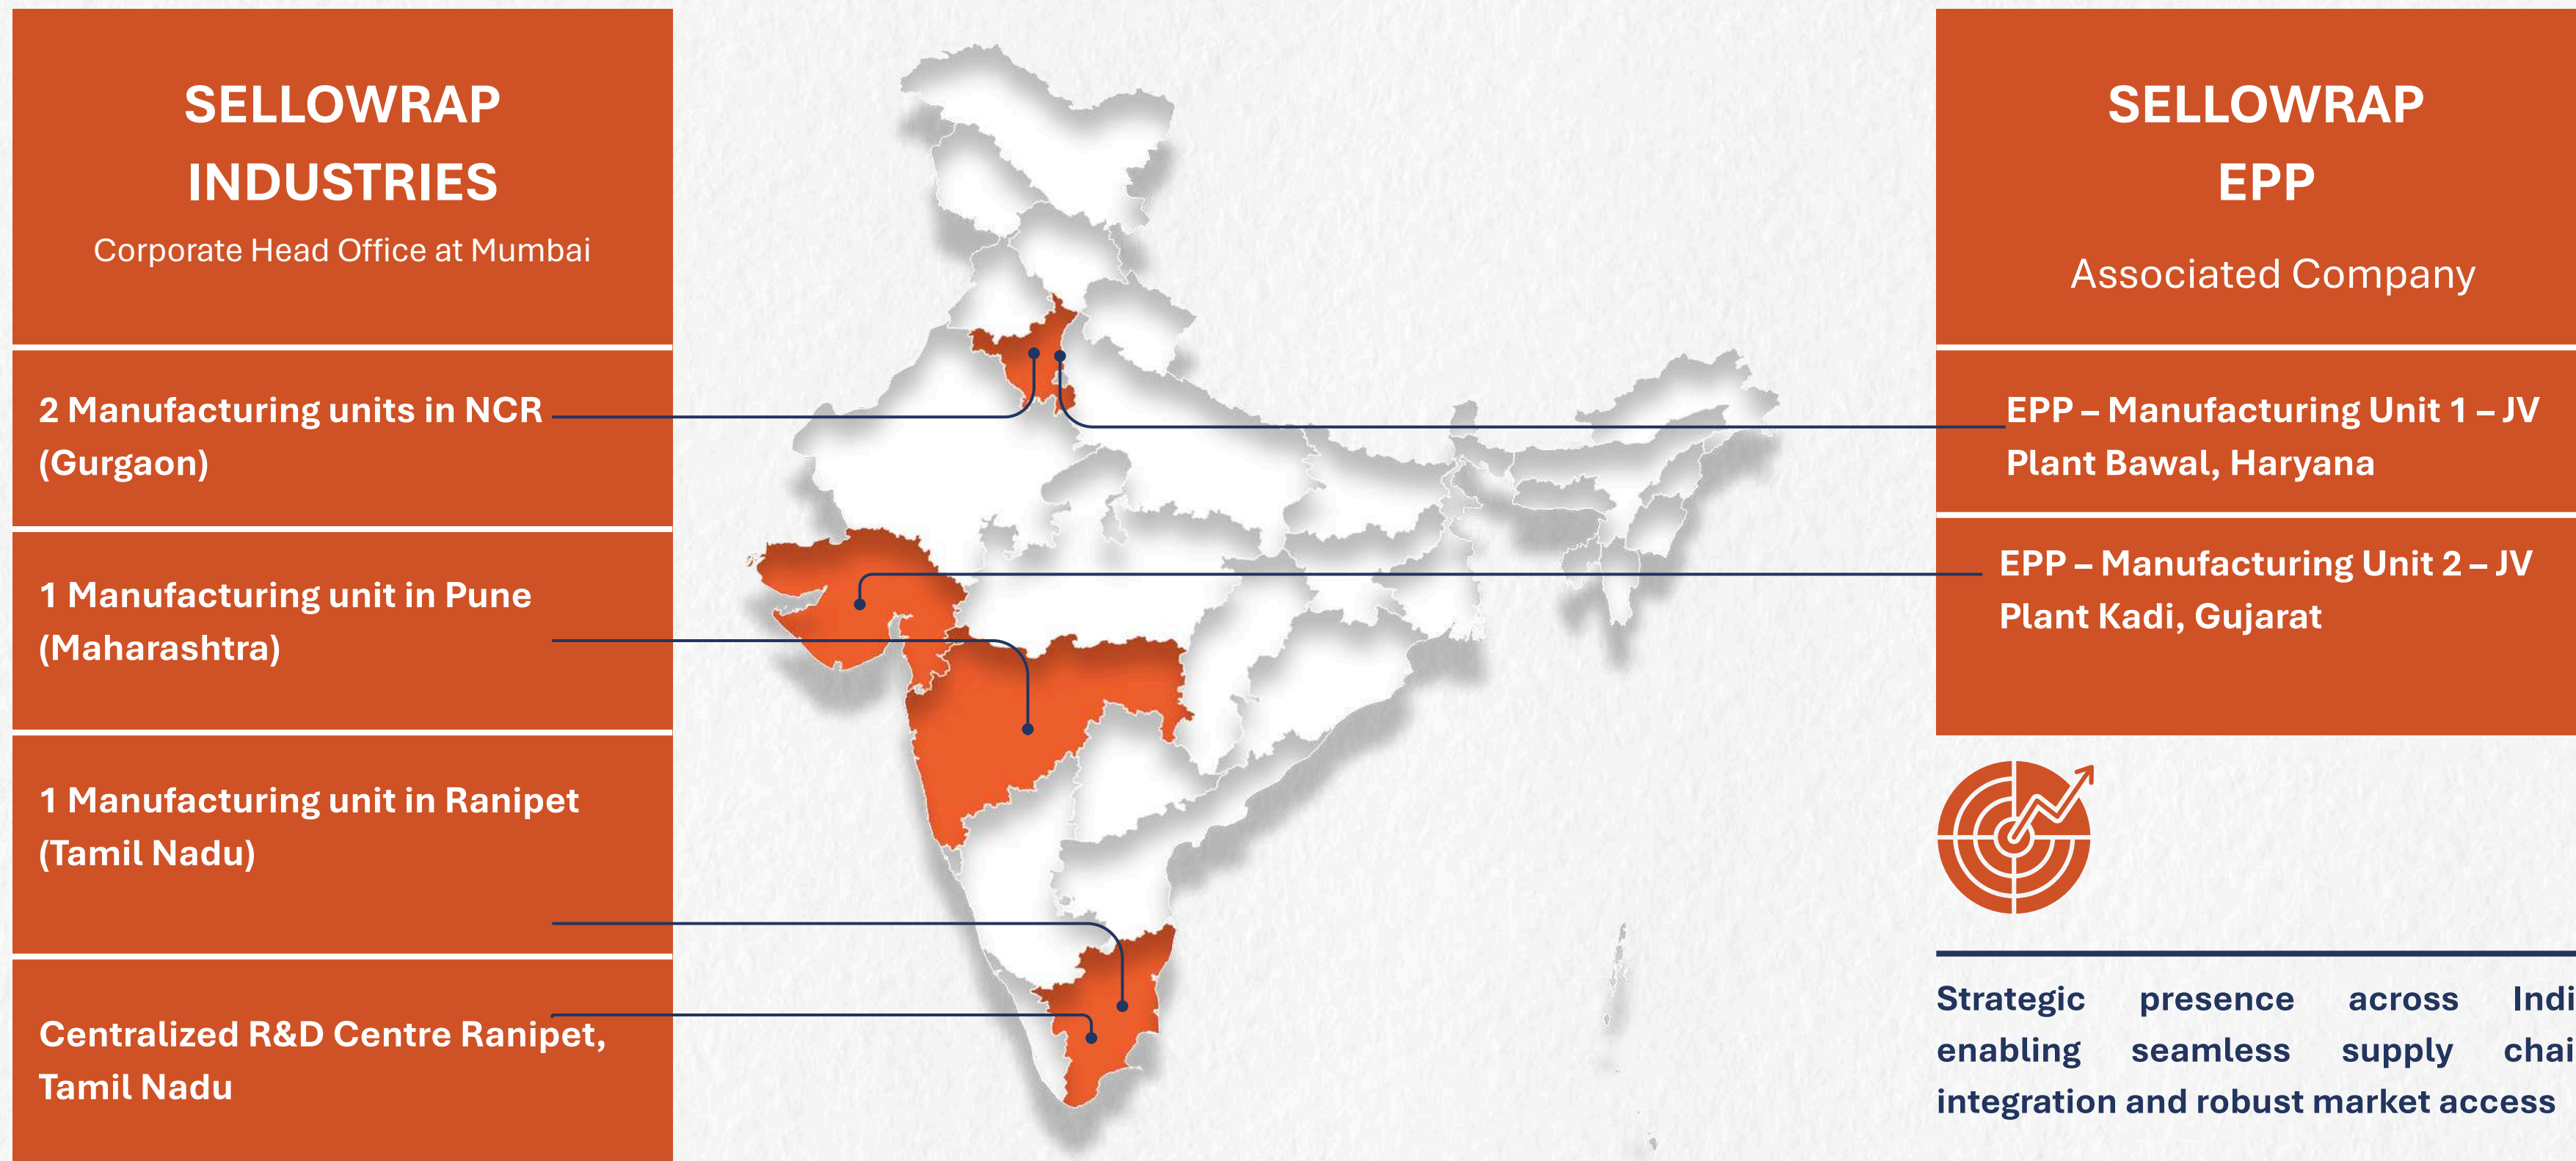 SELLOWRAP
INDUSTRIES
Corporate Head Office at Mumbai
2 Manufacturing units in NCR
(Gurgaon)
1 Manufacturing unit in Pune
(Maharashtra)
1 Manufacturing unit in Ranipet
(Tamil Nadu)
Centralized R&D Centre Ranipet,
Tamil Nadu
SELLOWRAP
EPP
Associated Company
EPP – Manufacturing Unit 1 – JV
Plant Bawal, Haryana
EPP – Manufacturing Unit 2 – JV
Plant Kadi, Gujarat
Strategic presence across Indi
enabling seamless supply chai
integration and robust market access